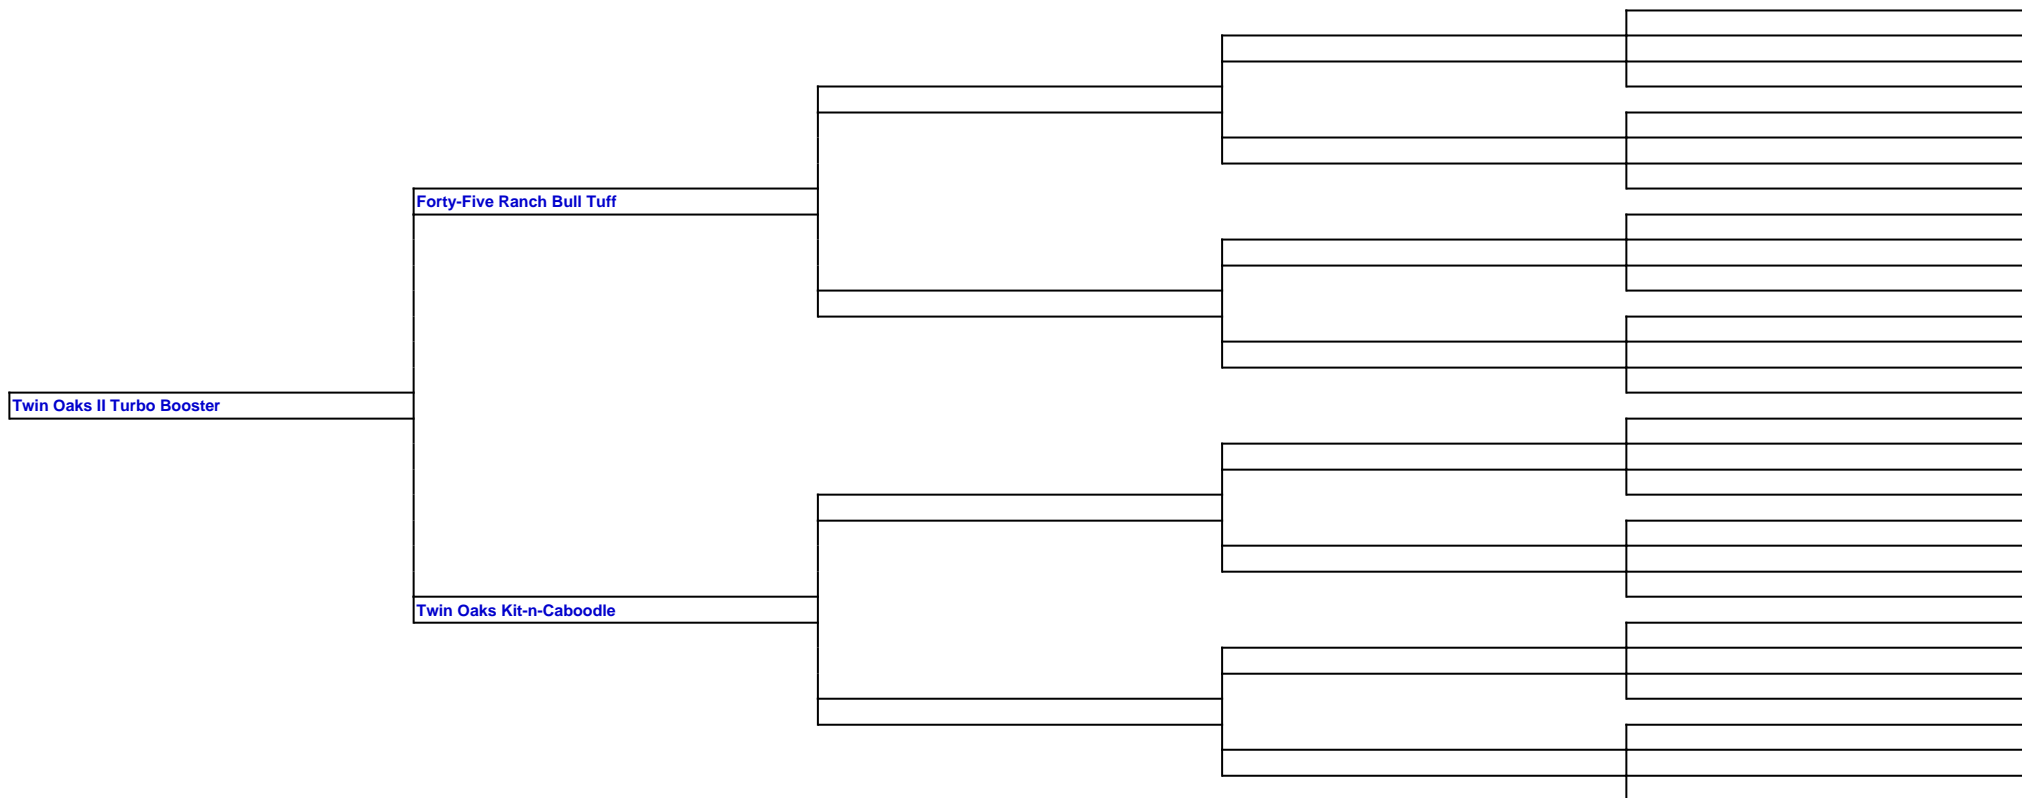 Forty-Five Ranch Bull Tuff
Twin Oaks II Turbo Booster
Twin Oaks Kit-n-Caboodle